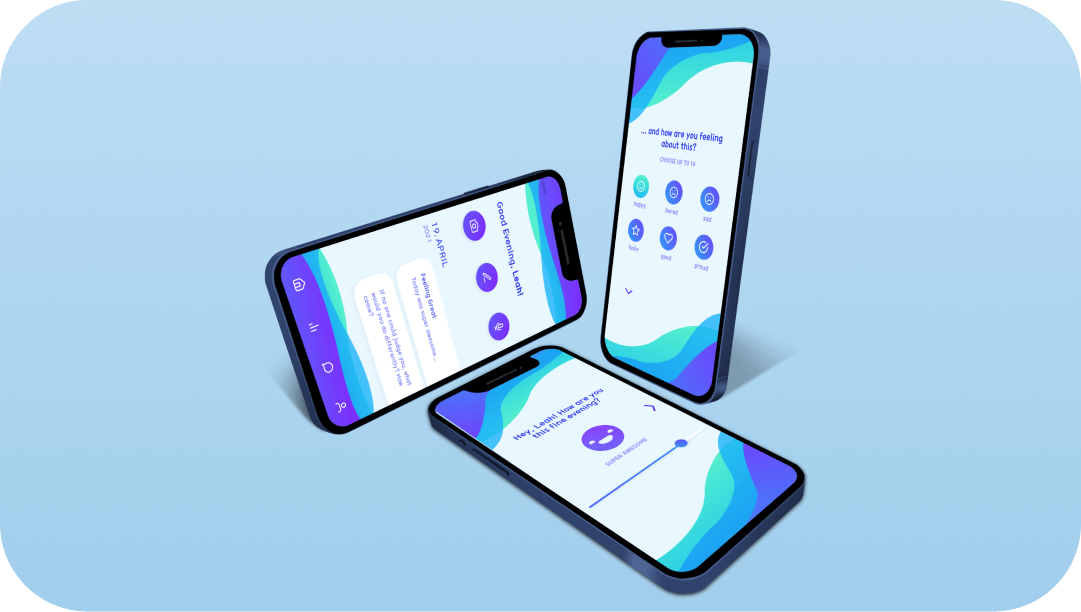 Good Evening, Leah!
19. APRIL
2021
Feeling Great
Today was super awesome...
If no one could judge you, what
would you do differently? How
come?
... and how are you feeling
about this?
CHOOSE UP TO 10
happy
bored
sad
lucky
good
proud
Hey, Leah! How are you
this fine evening?
SUPER AWESOME